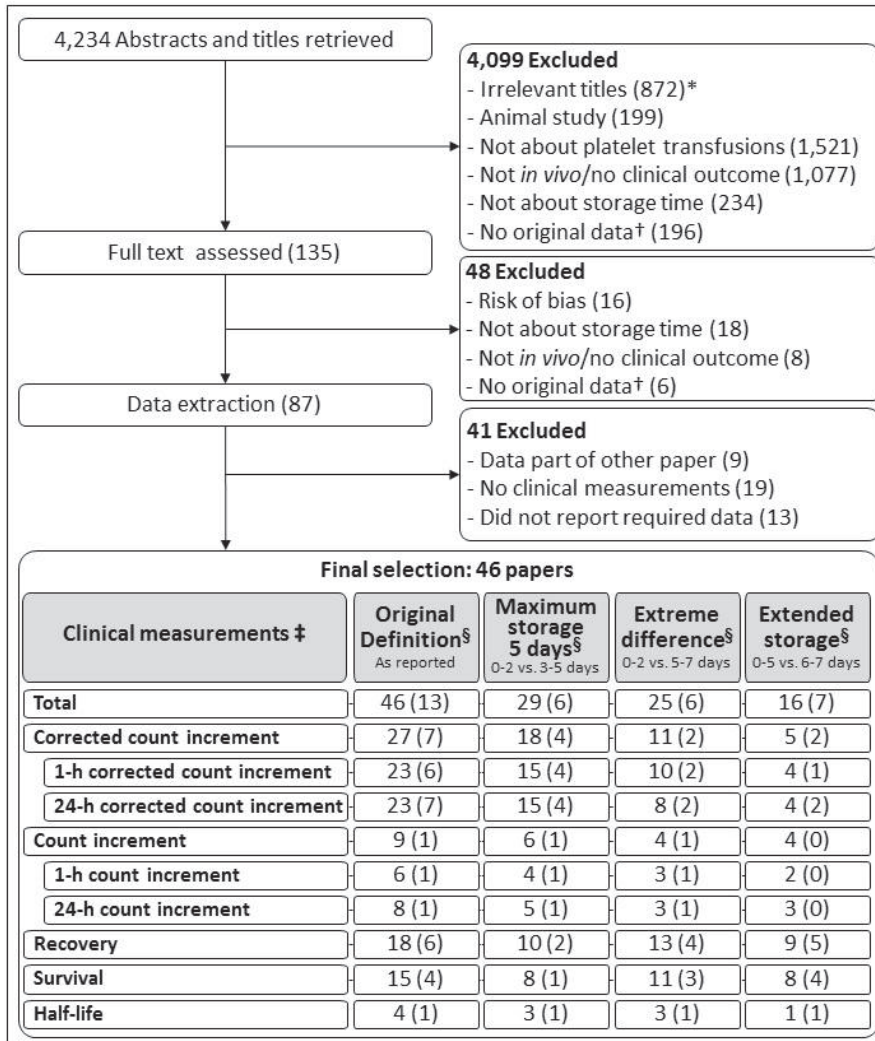 4,234 Abstracts and titles retrieved
4,099 Excluded
- Irrelevant titles (872)*
- Animal study (199)
- Not about platelet transfusions (1,521)
- Not in vivo/no clinical outcome (1,077)
- Not about storage time (234)
- No original data† (196)
Full text assessed (135)
48 Excluded
- Risk of bias (16)
- Not about storage time (18)
- Not in vivo/no clinical outcome (8)
- No original data† (6)
Data extraction (87)
41 Excluded
- Data part of other paper (9)
- No clinical measurements (19)
- Did not report required data (13)
Final selection: 46 papers
Clinical measurements ‡
Original
Definition§
As reported
Maximum
storage
5 days§
0-2 vs. 3-5 days
Extreme
difference§
0-2 vs. 5-7 days
Extended
storage§
0-5 vs. 6-7 days
Total 46 (13) 29 (6) 25 (6) 16 (7)
Corrected count increment 27 (7) 18 (4) 11 (2) 5 (2)
1-h corrected count increment 23 (6) 15 (4) 10 (2) 4 (1)
24-h corrected count increment 23 (7) 15 (4) 8 (2) 4 (2)
Count increment 9 (1) 6 (1) 4 (1) 4 (0)
1-h count increment 6 (1) 4 (1) 3 (1) 2 (0)
24-h count increment 8 (1) 5 (1) 3 (1) 3 (0)
Recovery 18 (6) 10 (2) 13 (4) 9 (5)
Survival 15 (4) 8 (1) 11 (3) 8 (4)
Half-life 4 (1) 3 (1) 3 (1) 1 (1)